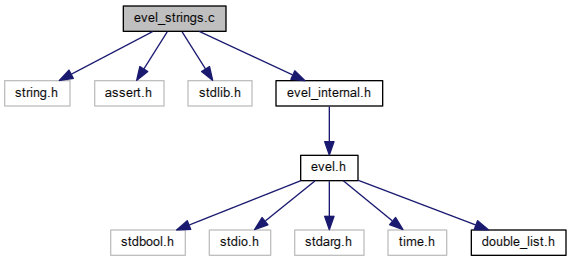 evel_strings.c
string.h
assert.h
stdlib.h
evel_internal.h
evel.h
stdbool.h
stdio.h
stdarg.h
time.h
double_list.h